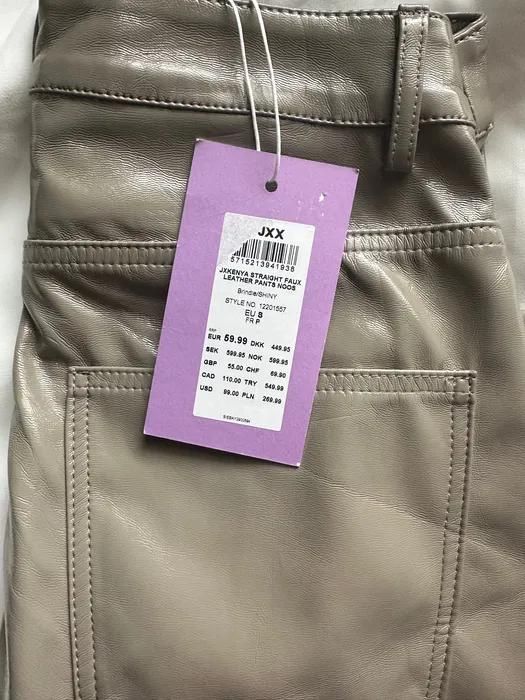 JXX
5715213941938
JXKENYA STRAIGHT FAUX
LEATHER PANTS NOOS
Brindle/SHINY
STYLE NO. 12201557
EU S
FR P
RRP
EUR 59.99 DKK 449.95
SEK 599.95 NOK 599.95
GBP 55.00 CHF 69.90
CAD 110.00 TRY 549.99
USD 99.00 PLN 269.99